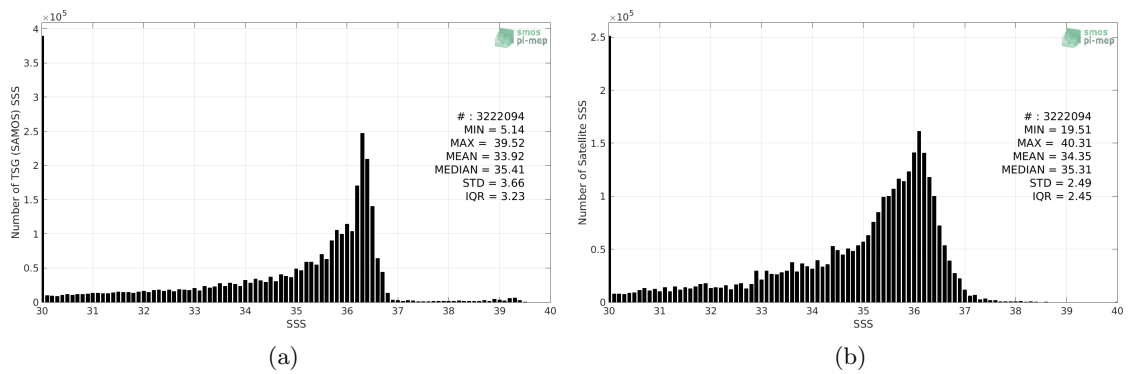 ×10⁵
4
3.5
3
2.5
2
1.5
1
0.5
0
Number of TSG (SAMOS) SSS
smos
pi-mep
# : 3222094
MIN = 5.14
MAX = 39.52
MEAN = 33.92
MEDIAN = 35.41
STD = 3.66
IQR = 3.23
30 31 32 33 34 35 36 37 38 39 40
SSS
(a)
×10⁵
2.5
2
1.5
1
0.5
0
Number of Satellite SSS
smos
pi-mep
# : 3222094
MIN = 19.51
MAX = 40.31
MEAN = 34.35
MEDIAN = 35.31
STD = 2.49
IQR = 2.45
30 31 32 33 34 35 36 37 38 39 40
SSS
(b)